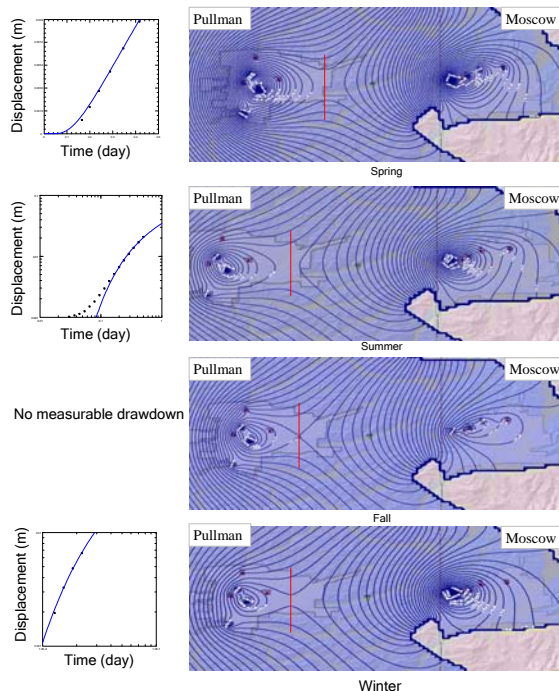 Displacement (m)
Time (day)
Pullman
Moscow
Spring
Displacement (m)
Time (day)
Pullman
Moscow
Summer
No measurable drawdown
Pullman
Moscow
Fall
Displacement (m)
Time (day)
Pullman
Moscow
Winter